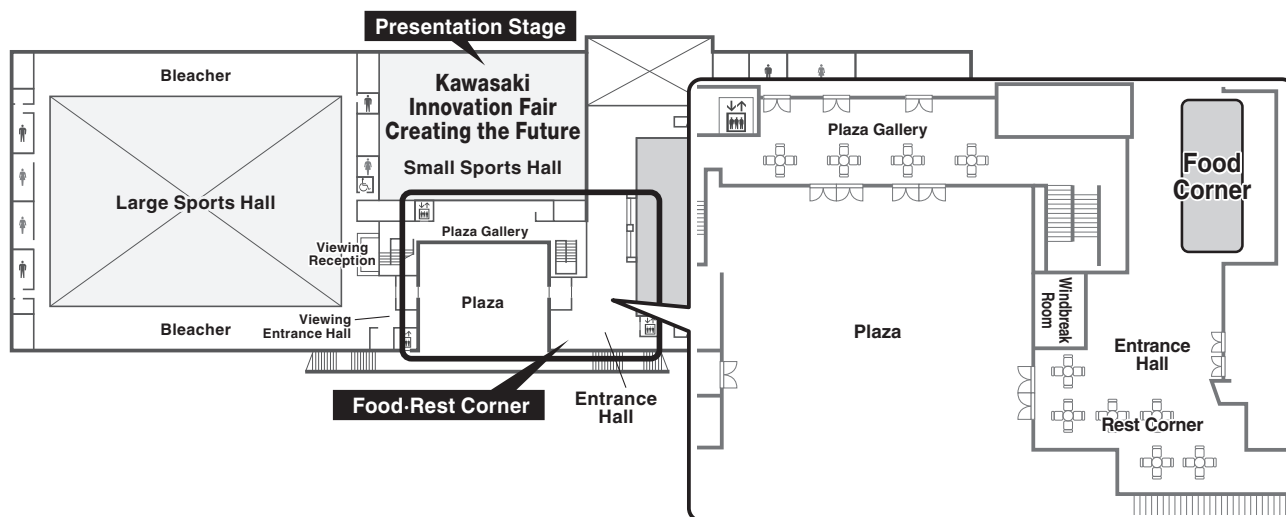 Presentation Stage
Bleacher
Kawasaki
Innovation Fair
Creating the Future
Small Sports Hall
Large Sports Hall
Plaza Gallery
Viewing
Reception
Plaza
Viewing
Entrance Hall
Bleacher
Food·Rest Corner
Entrance
Hall
Plaza Gallery
Food
Corner
Windbreak
Room
Plaza
Entrance
Hall
Rest Corner